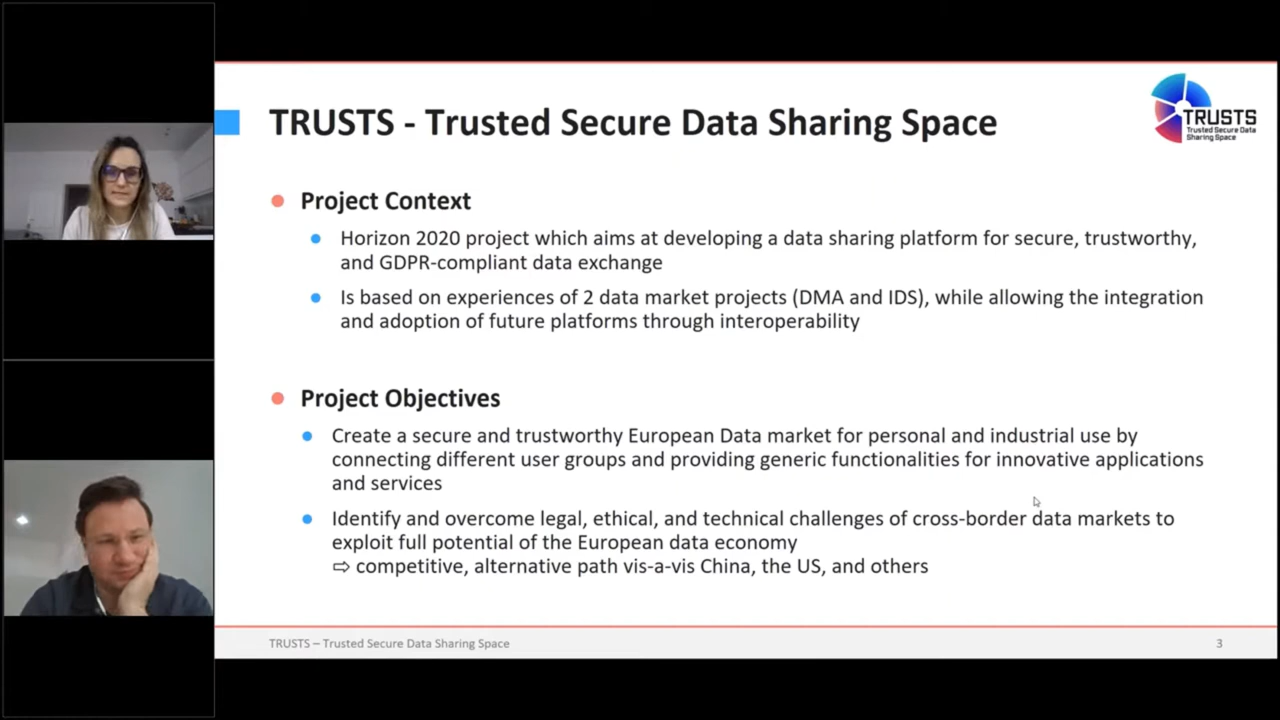 TRUSTS - Trusted Secure Data Sharing Space
TRUSTS
Trusted Secure Data
Sharing Space
Project Context
Horizon 2020 project which aims at developing a data sharing platform for secure, trustworthy,
and GDPR-compliant data exchange
Is based on experiences of 2 data market projects (DMA and IDS), while allowing the integration
and adoption of future platforms through interoperability
Project Objectives
Create a secure and trustworthy European Data market for personal and industrial use by
connecting different user groups and providing generic functionalities for innovative applications
and services
Identify and overcome legal, ethical, and technical challenges of cross-border data markets to
exploit full potential of the European data economy
⇨ competitive, alternative path vis-a-vis China, the US, and others
TRUSTS – Trusted Secure Data Sharing Space
3